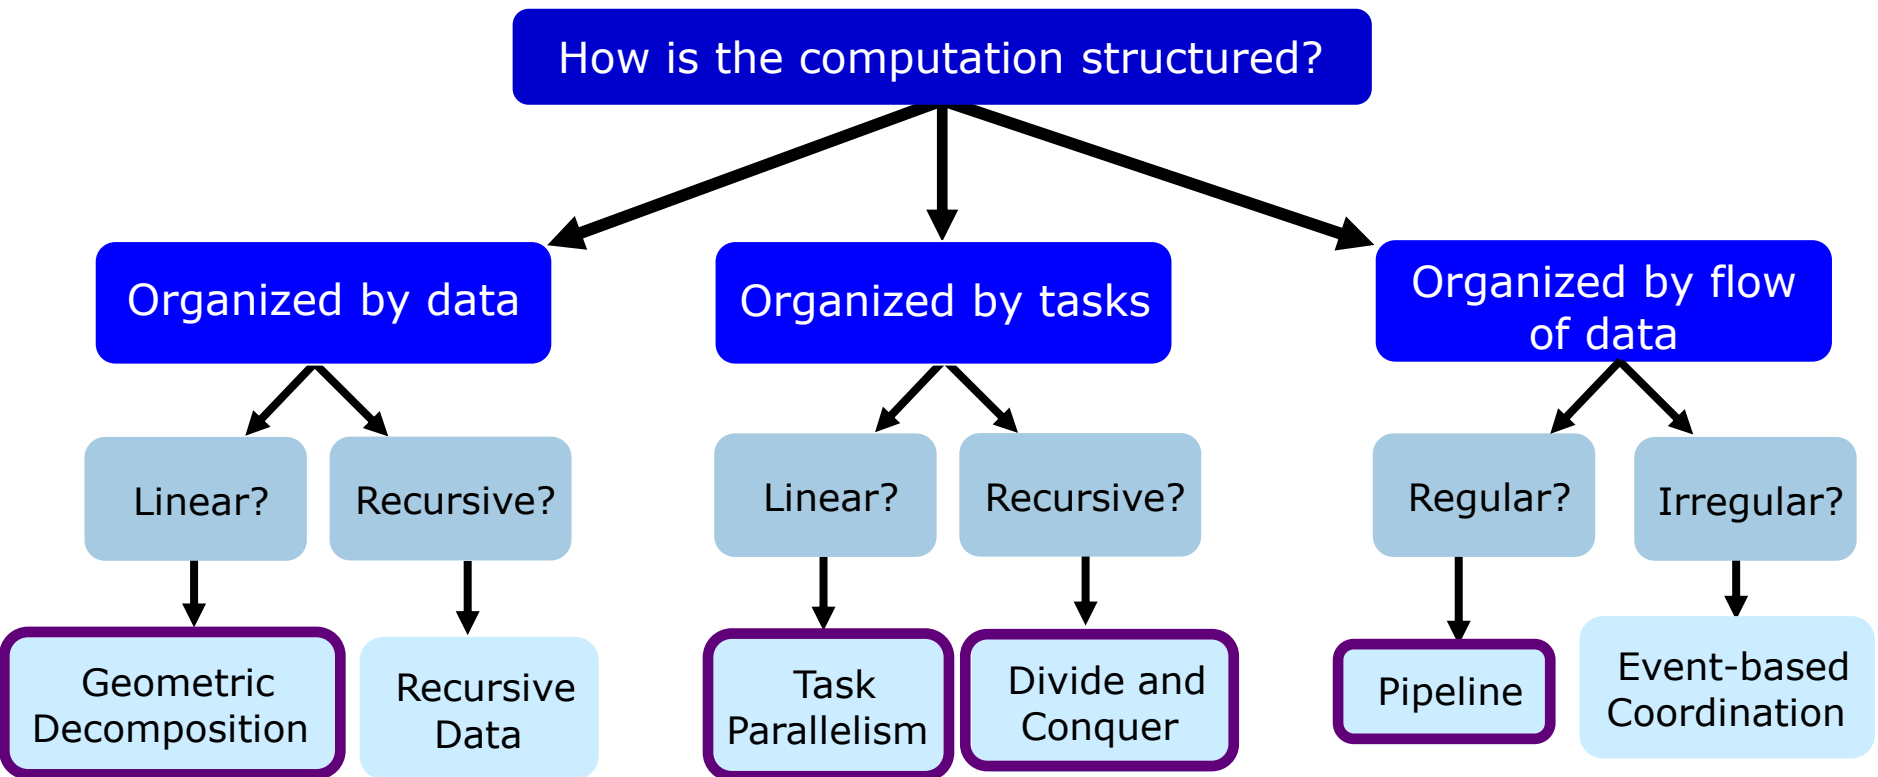 How is the computation structured?
Organized by data
Organized by tasks
Organized by flow
of data
Linear?
Recursive?
Linear?
Recursive?
Regular?
Irregular?
Geometric
Decomposition
Recursive
Data
Task
Parallelism
Divide and
Conquer
Pipeline
Event-based
Coordination